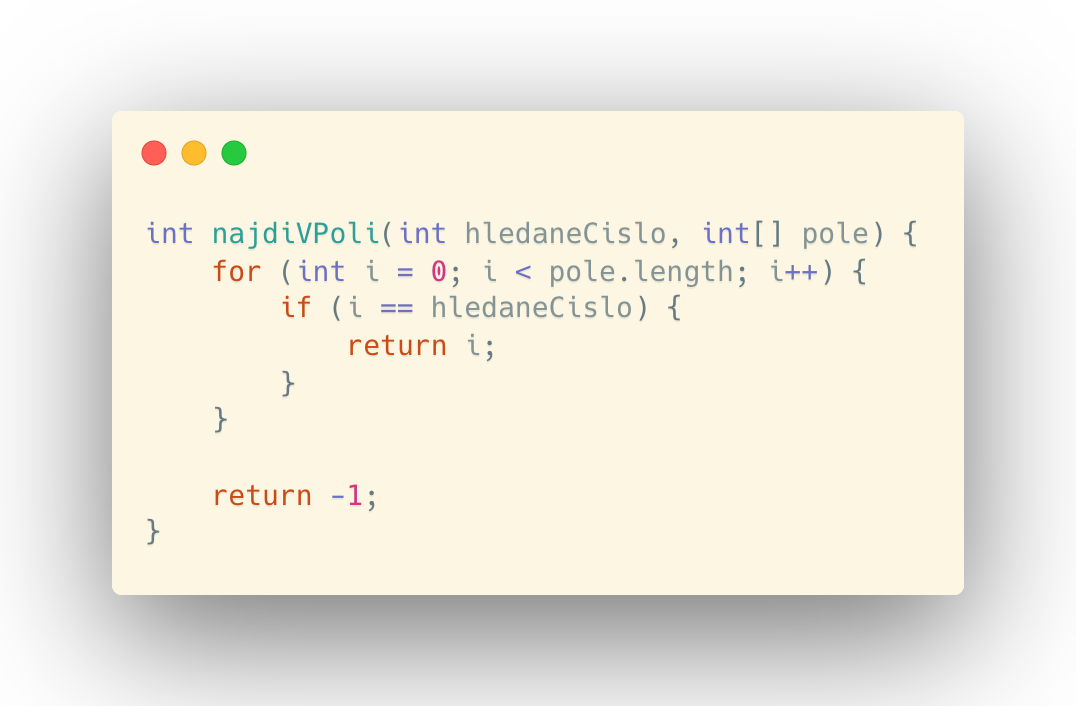 int najdiVPoli(int hledaneCislo, int[] pole) {
    for (int i = 0; i < pole.length; i++) {
        if (i == hledaneCislo) {
            return i;
        }
    }

    return -1;
}